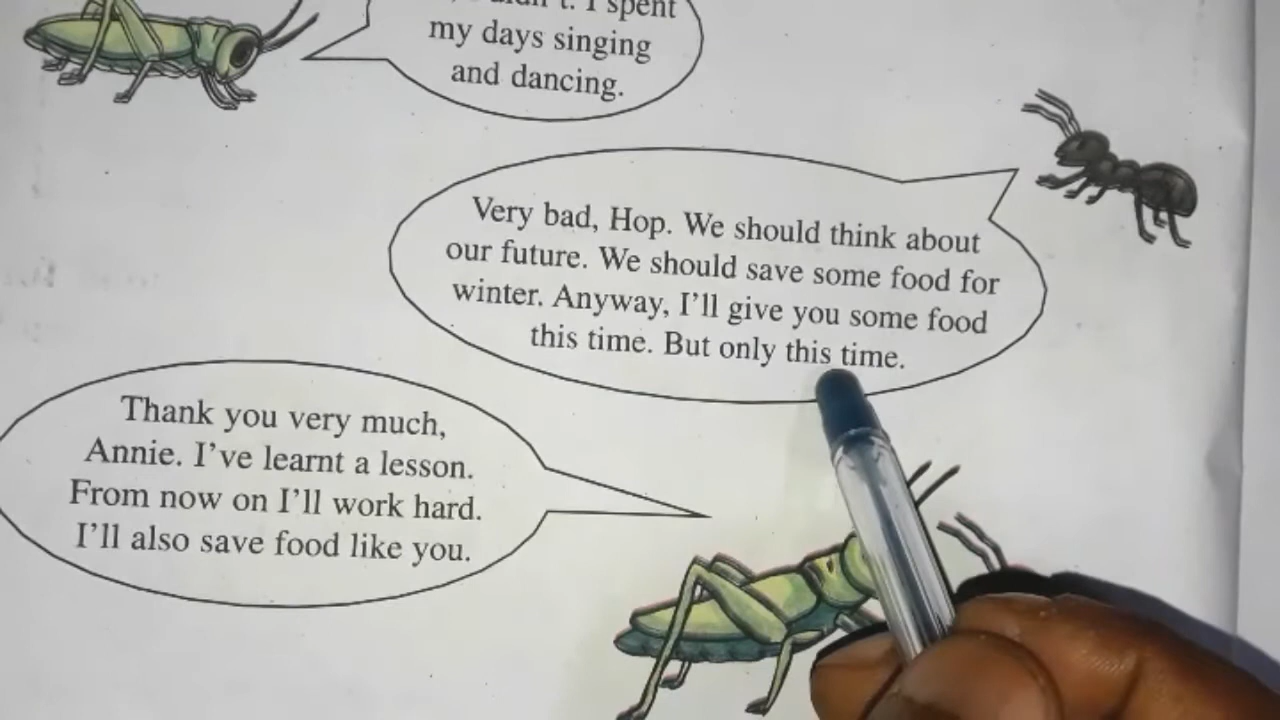 I spent
my days singing
and dancing.
Very bad, Hop. We should think about
our future. We should save some food for
winter. Anyway, I'll give you some food
this time. But only this time.
Thank you very much,
Annie. I've learnt a lesson.
From now on I'll work hard.
I'll also save food like you.